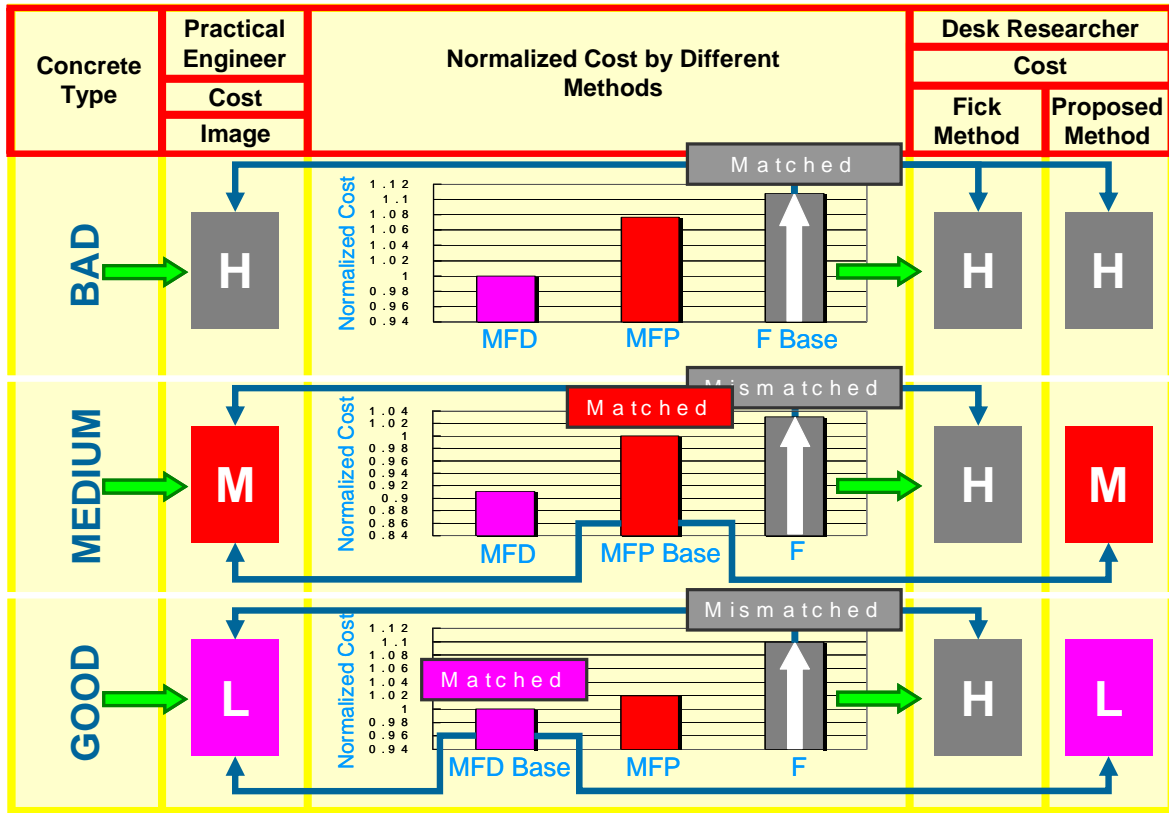 Concrete
Type
Practical
Engineer
Cost
Image
Normalized Cost by Different
Methods
Desk Researcher
Cost
Fick
Method
Proposed
Method
BAD
H
Normalized Cost
1.12
1.1
1.08
1.06
1.04
1.02
1
0.98
0.96
0.94
MFD
MFP
F Base
Matched
H
H
MEDIUM
M
Normalized Cost
1.04
1.02
1
0.98
0.96
0.94
0.92
0.9
0.88
0.86
0.84
MFD
MFP Base
F
Mismatched
Matched
H
M
GOOD
L
Normalized Cost
1.12
1.1
1.08
1.06
1.04
1.02
1
0.98
0.96
0.94
MFD Base
MFP
F
Mismatched
Matched
H
L